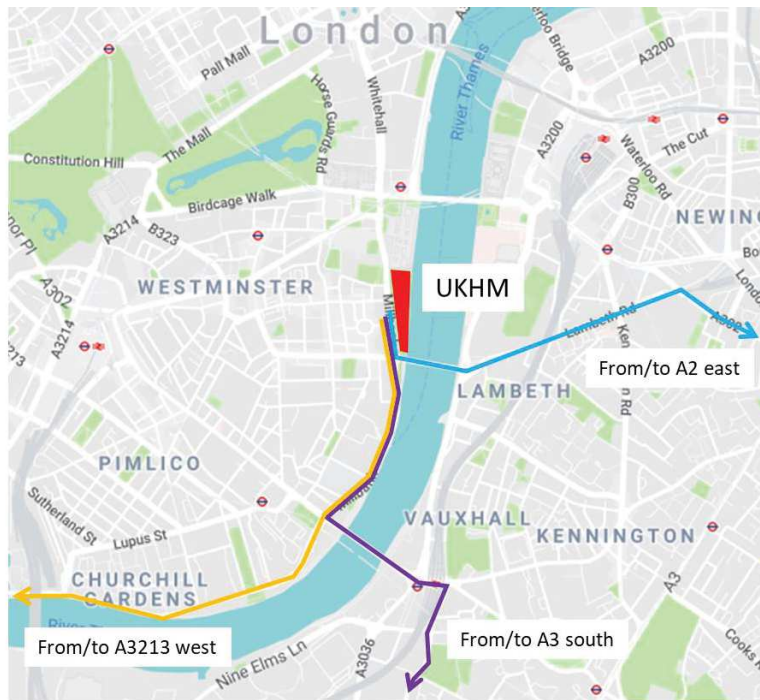 London
Pall Mall
Whitehall
Horse Guards Rd
The Mall
Constitution Hill
Birdcage Walk
A3214
B323
A302
A3214
WESTMINSTER
River Thames
Waterloo Bridge
A3200
A3200
The Cut
Waterloo Rd
B300
UKHM
Lambeth Rd
A302
From/to A2 east
LAMBETH
PIMLICO
Sutherland St
Lupus St
VAUXHALL
KENNINGTON
CHURCHILL
GARDENS
A3
From/to A3213 west
From/to A3 south
A3036
Nine Elms Ln